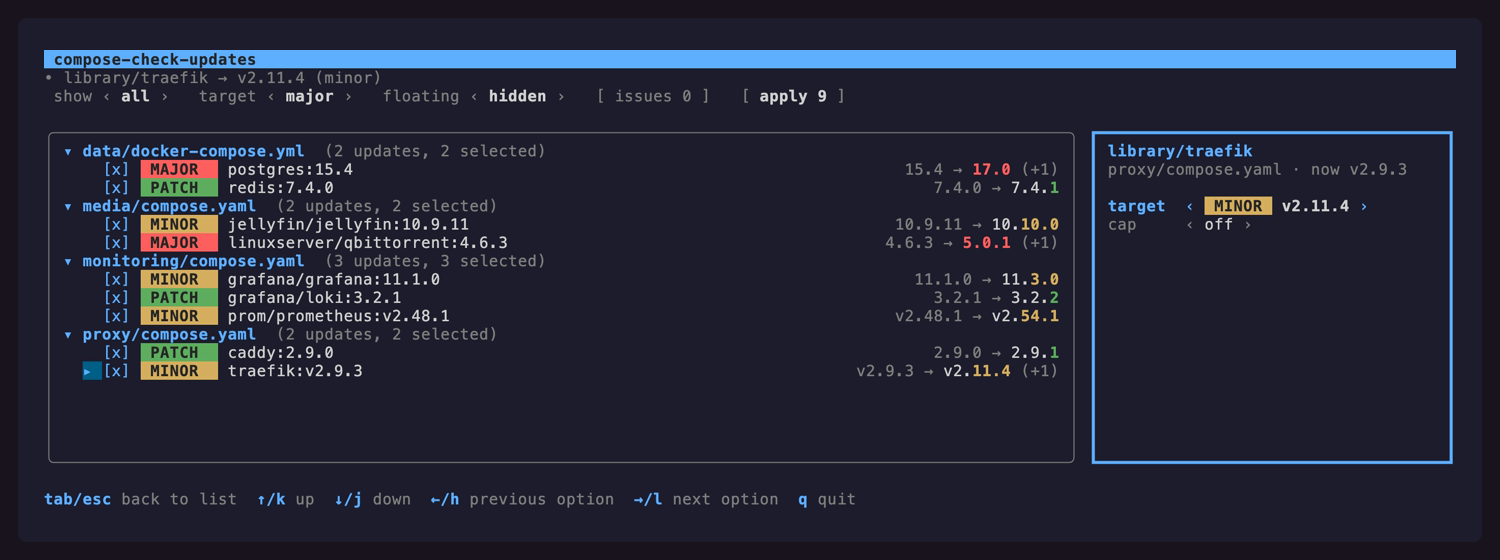 compose-check-updates
• library/traefik → v2.11.4 (minor)
show ‹ all ›   target ‹ major ›   floating ‹ hidden ›   [ issues 0 ]   [ apply 9 ]
▾ data/docker-compose.yml  (2 updates, 2 selected)
[x] MAJOR postgres:15.4 15.4 → 17.0 (+1)
[x] PATCH redis:7.4.0 7.4.0 → 7.4.1
▾ media/compose.yaml  (2 updates, 2 selected)
[x] MINOR jellyfin/jellyfin:10.9.11 10.9.11 → 10.10.0
[x] MAJOR linuxserver/qbittorrent:4.6.3 4.6.3 → 5.0.1 (+1)
▾ monitoring/compose.yaml  (3 updates, 3 selected)
[x] MINOR grafana/grafana:11.1.0 11.1.0 → 11.3.0
[x] PATCH grafana/loki:3.2.1 3.2.1 → 3.2.2
[x] MINOR prom/prometheus:v2.48.1 v2.48.1 → v2.54.1
▾ proxy/compose.yaml  (2 updates, 2 selected)
[x] PATCH caddy:2.9.0 2.9.0 → 2.9.1
▸ [x] MINOR traefik:v2.9.3 v2.9.3 → v2.11.4 (+1)
library/traefik
proxy/compose.yaml · now v2.9.3
target ‹ MINOR v2.11.4 ›
cap ‹ off ›
tab/esc back to list  ↑/k up  ↓/j down  ←/h previous option  →/l next option  q quit